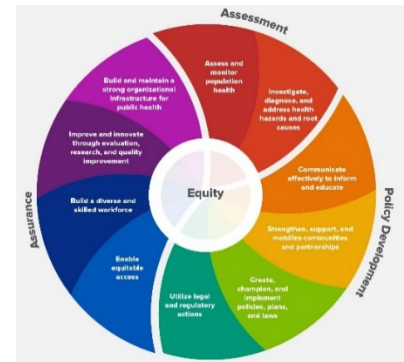 Assessment
Assess and
monitor
population
health
Investigate,
diagnose, and
address health
hazards and root
causes
Policy Development
Communicate
effectively to inform
and educate
Strengthen, support, and
mobilize communities
and partnerships
Create,
champion, and
implement
policies, plans,
and laws
Utilize legal
and regulatory
actions
Assurance
Enable
equitable
access
Build a diverse and
skilled workforce
Improve and innovate
through evaluation,
research, and quality
improvement
Build and maintain a
strong organizational
infrastructure for
public health
Equity